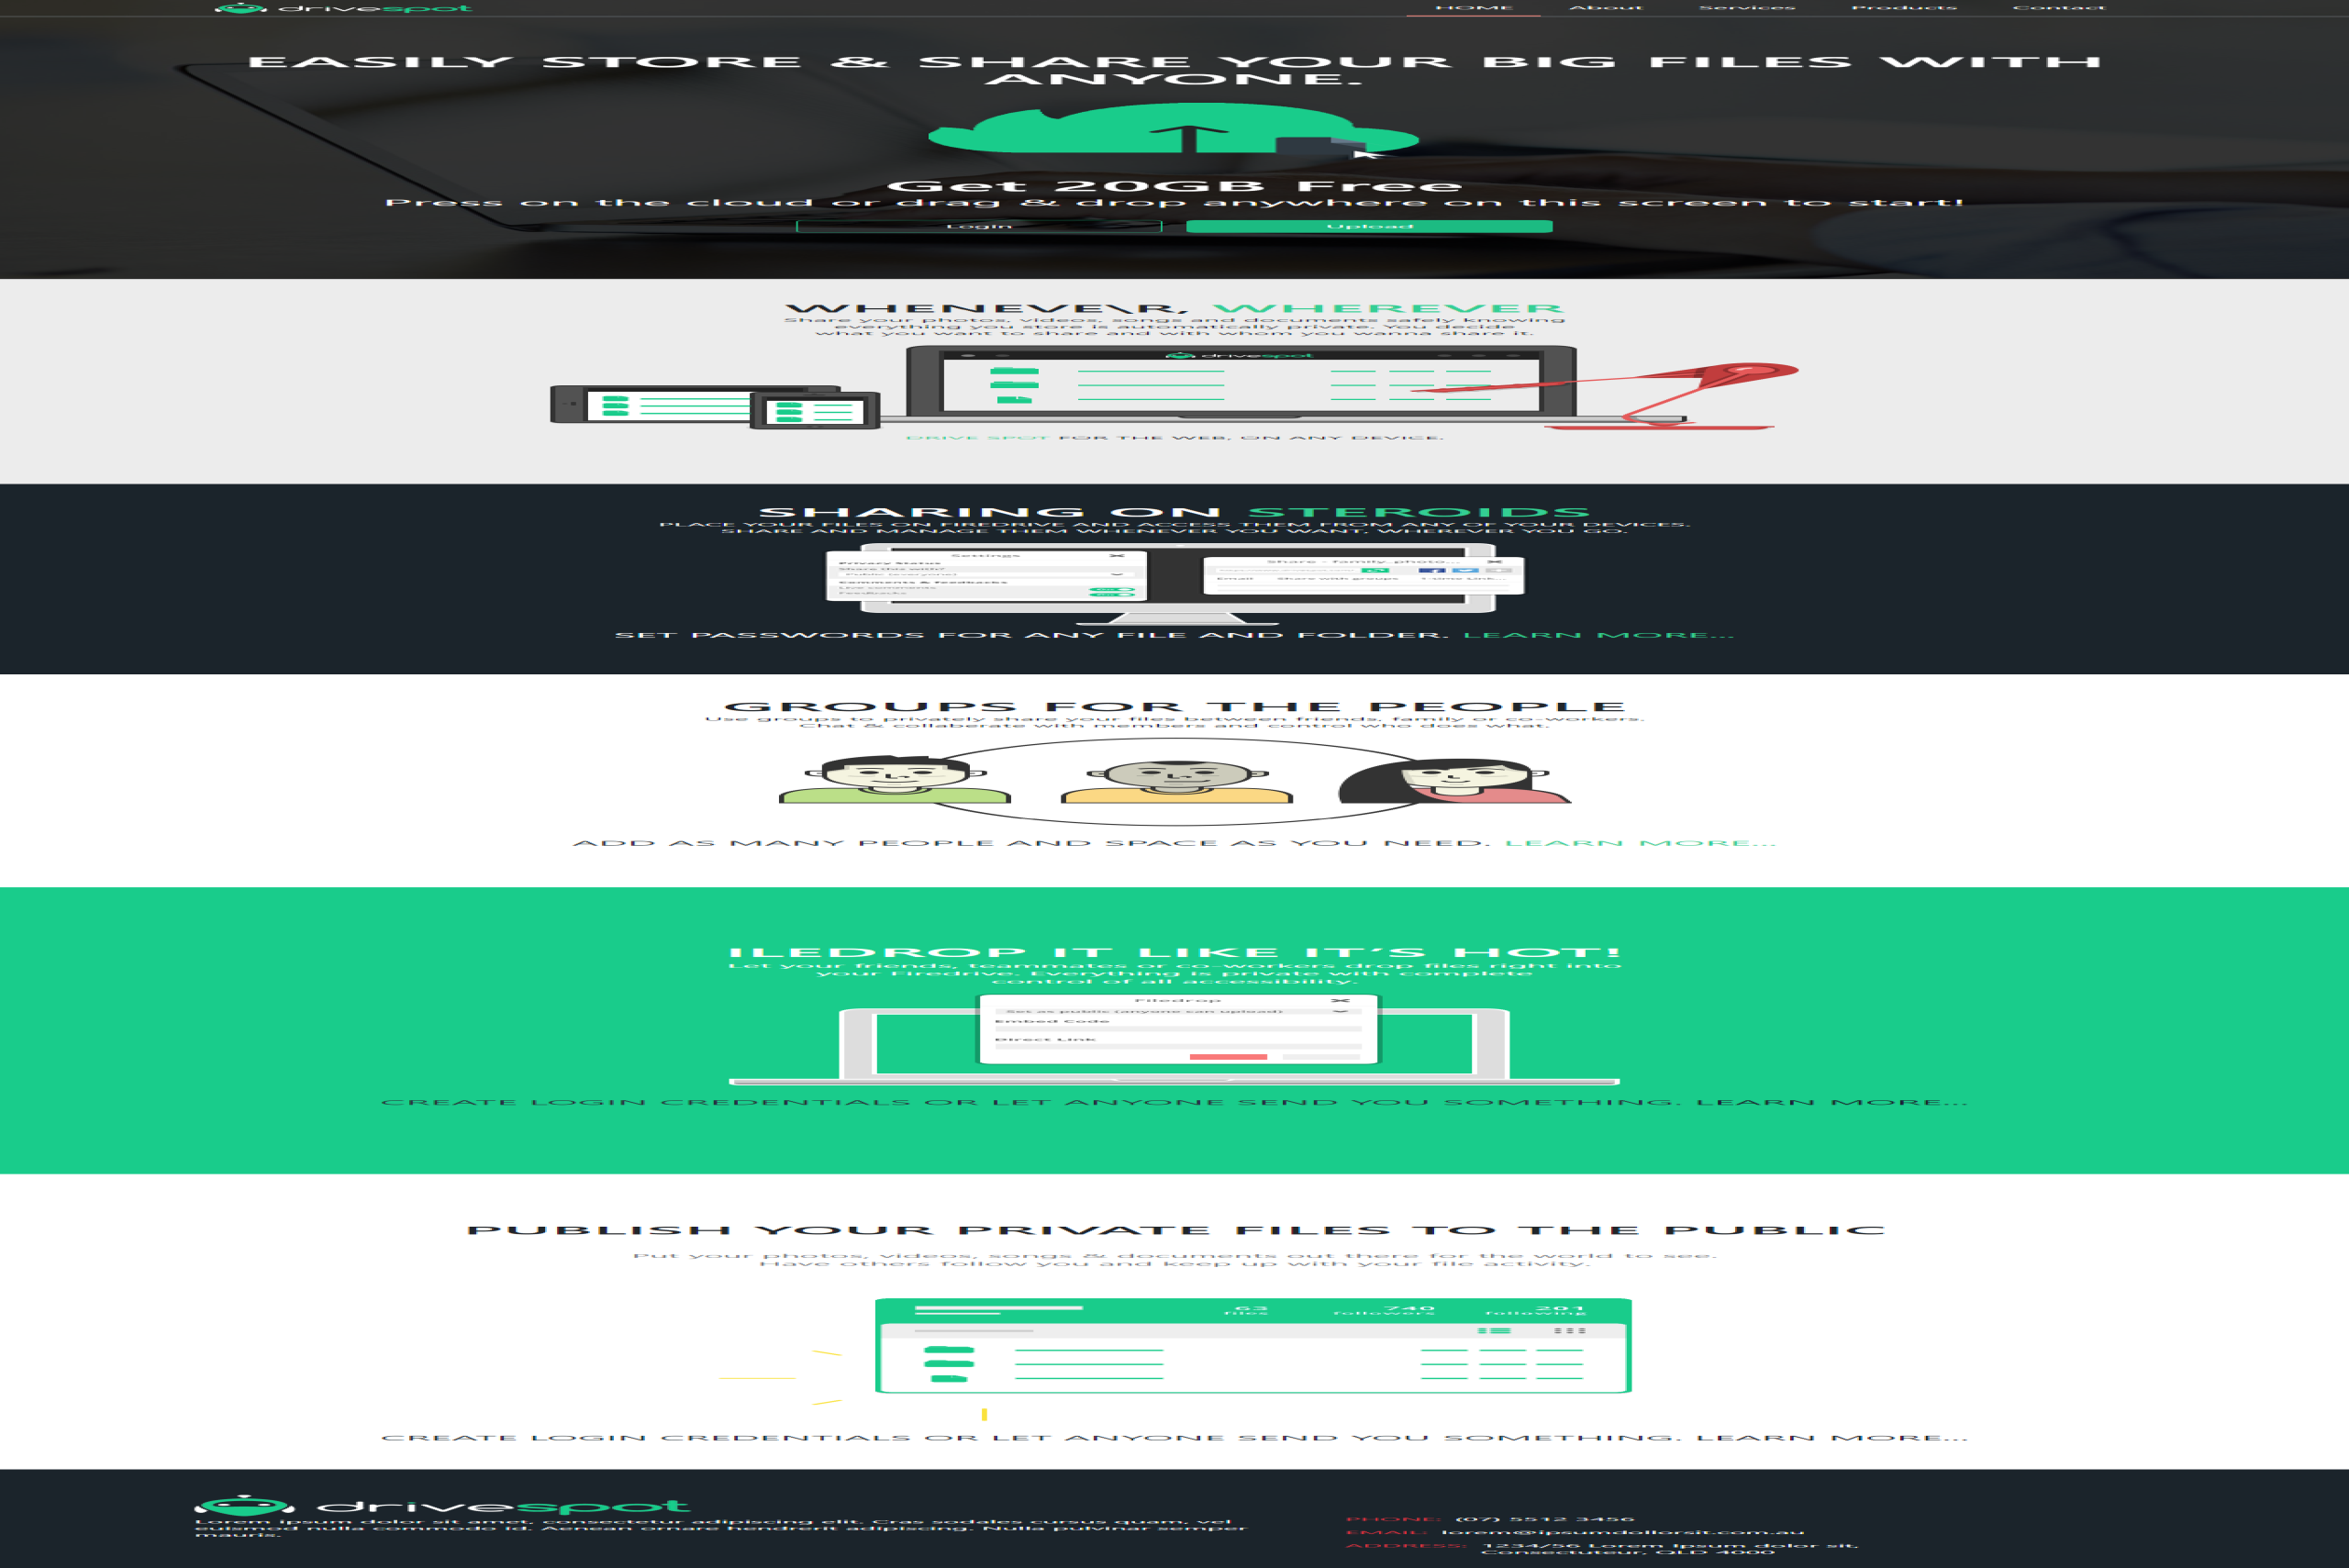 drivespot
HOME About Services Products Contact
EASILY STORE & SHARE YOUR BIG FILES WITH
ANYONE.
Get 20GB Free
Press on the cloud or drag & drop anywhere on this screen to start!
Login Upload
WHENEVE\R, WHEREVER
Share your photos, videos, songs and documents safely knowing
everything you store is automatically private. You decide
what you want to share and with whom you wanna share it.
drivespot
DRIVE SPOT FOR THE WEB, ON ANY DEVICE.
SHARING ON STEROIDS
PLACE YOUR FILES ON FIREDRIVE AND ACCESS THEM FROM ANY OF YOUR DEVICES.
SHARE AND MANAGE THEM WHENEVER YOU WANT, WHEREVER YOU GO.
Settings
Privacy Status
Share this with?
Public (everyone)
Comments & feedbacks
Live comments
Feedbacks
Share - family photo...
Email Share with groups 1-time Link...
SET PASSWORDS FOR ANY FILE AND FOLDER. LEARN MORE...
GROUPS FOR THE PEOPLE
Use groups to privately share your files between friends, family or co-workers.
Chat & collaberate with members and control who does what.
ADD AS MANY PEOPLE AND SPACE AS YOU NEED. LEARN MORE...
ILEDROP IT LIKE IT'S HOT!
Let your friends, teammates or co-workers drop files right into
your Firedrive. Everything is private with complete
control of all accessibility.
Filedrop
Set as public (anyone can upload)
Embed Code
Direct Link
CREATE LOGIN CREDENTIALS OR LET ANYONE SEND YOU SOMETHING. LEARN MORE...
PUBLISH YOUR PRIVATE FILES TO THE PUBLIC
Put your photos, videos, songs & documents out there for the world to see.
Have others follow you and keep up with your file activity.
63 740 201
files followers following
CREATE LOGIN CREDENTIALS OR LET ANYONE SEND YOU SOMETHING. LEARN MORE...
drivespot
Lorem ipsum dolor sit amet, consectetur adipiscing elit. Cras sodales cursus quam, vel
euismod nulla commodo id. Aenean ornare hendrerit adipiscing. Nulla pulvinar semper
mauris.
PHONE: (07) 5512 3456
EMAIL: lorem@ipsumdollorsit.com.au
ADDRESS: 1234/56 Lorem ipsum dolor sit,
Consectuteur, QLD 4000